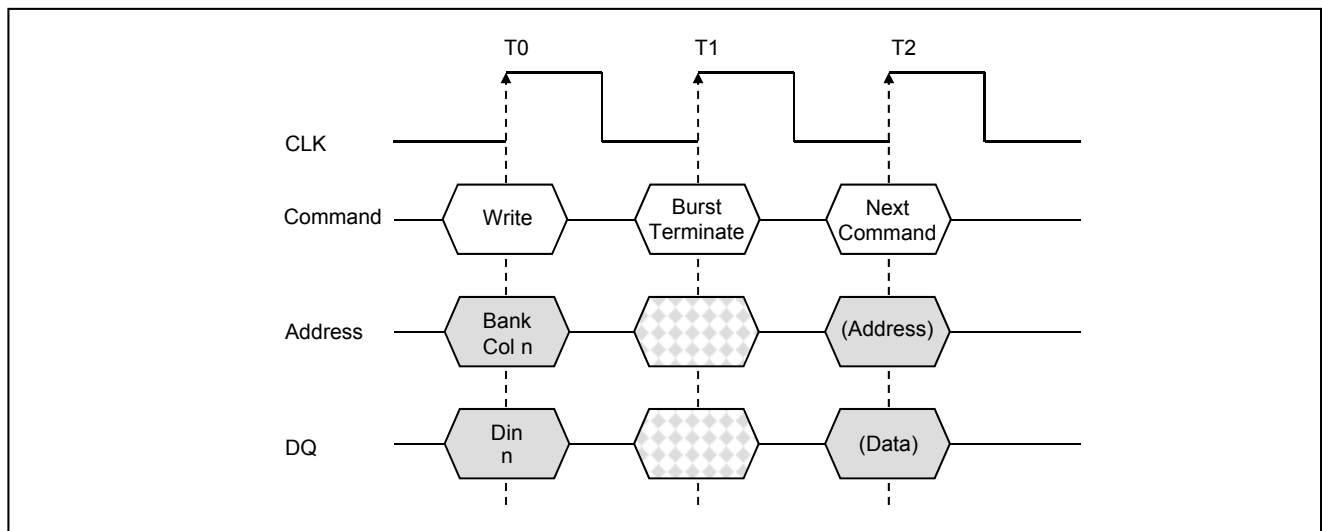 T0 T1 T2
CLK
Command Write Burst Terminate Next Command
Address Bank Col n (Address)
DQ Din n (Data)